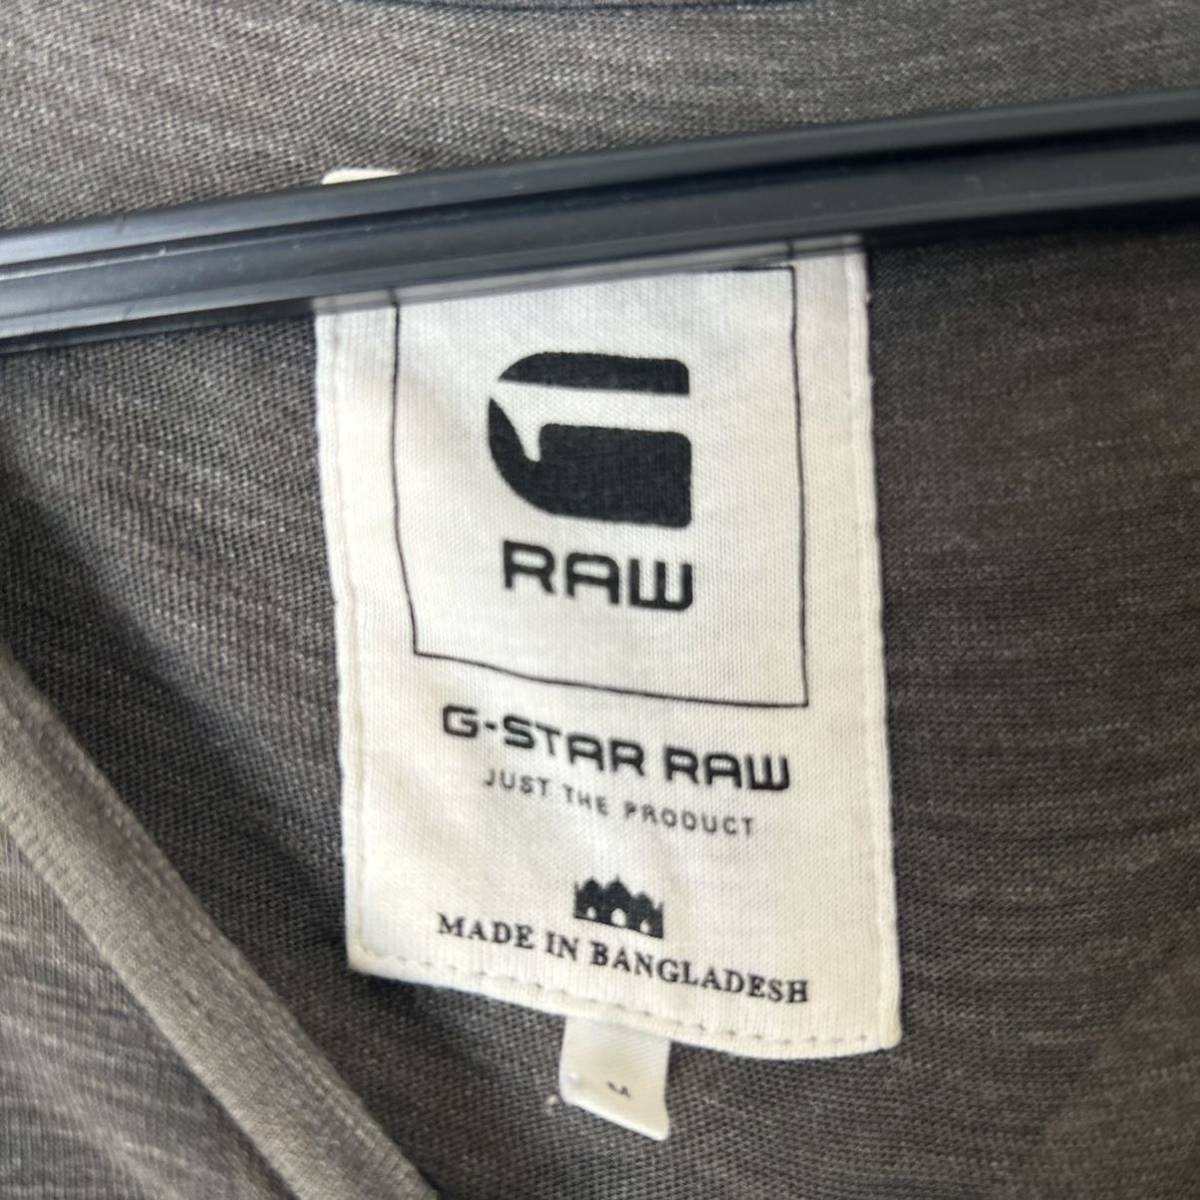 G
RAW
G-STAR RAW
JUST THE PRODUCT
MADE IN BANGLADESH